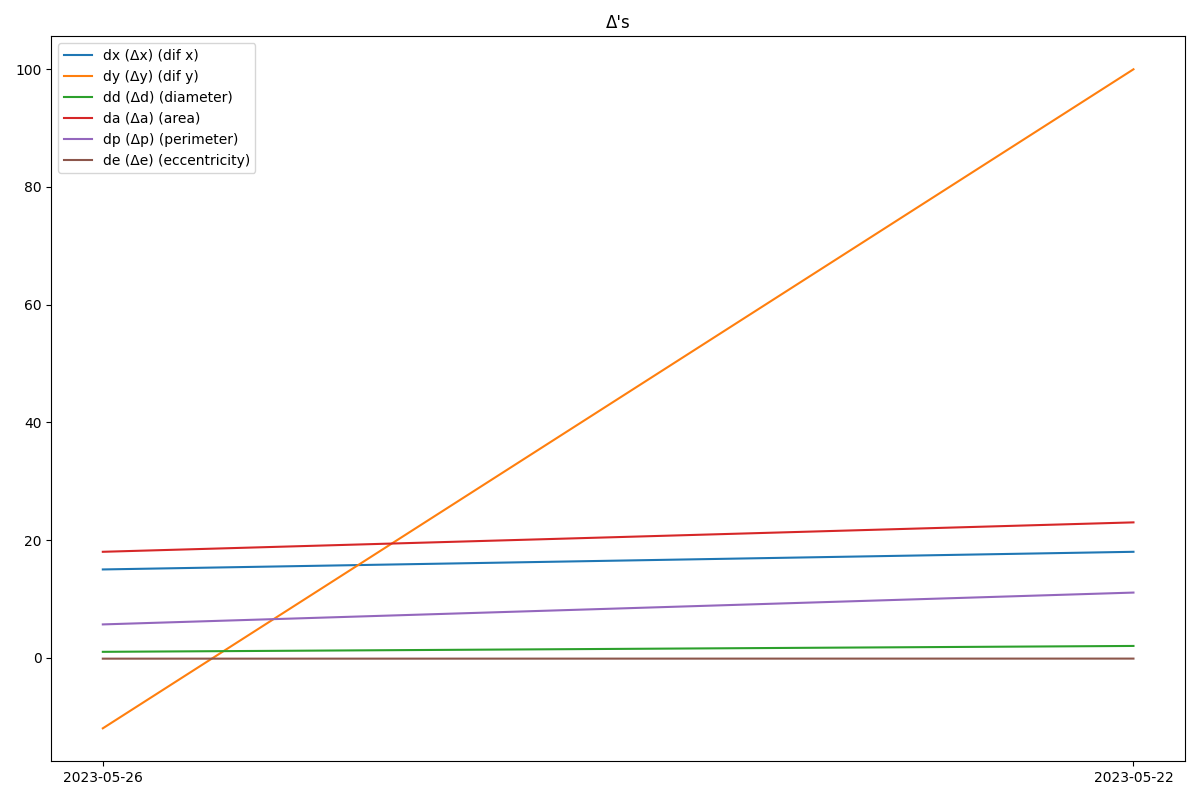 Δ's
dx (Δx) (dif x)
dy (Δy) (dif y)
dd (Δd) (diameter)
da (Δa) (area)
dp (Δp) (perimeter)
de (Δe) (eccentricity)
100
80
60
40
20
0
2023-05-26
2023-05-22